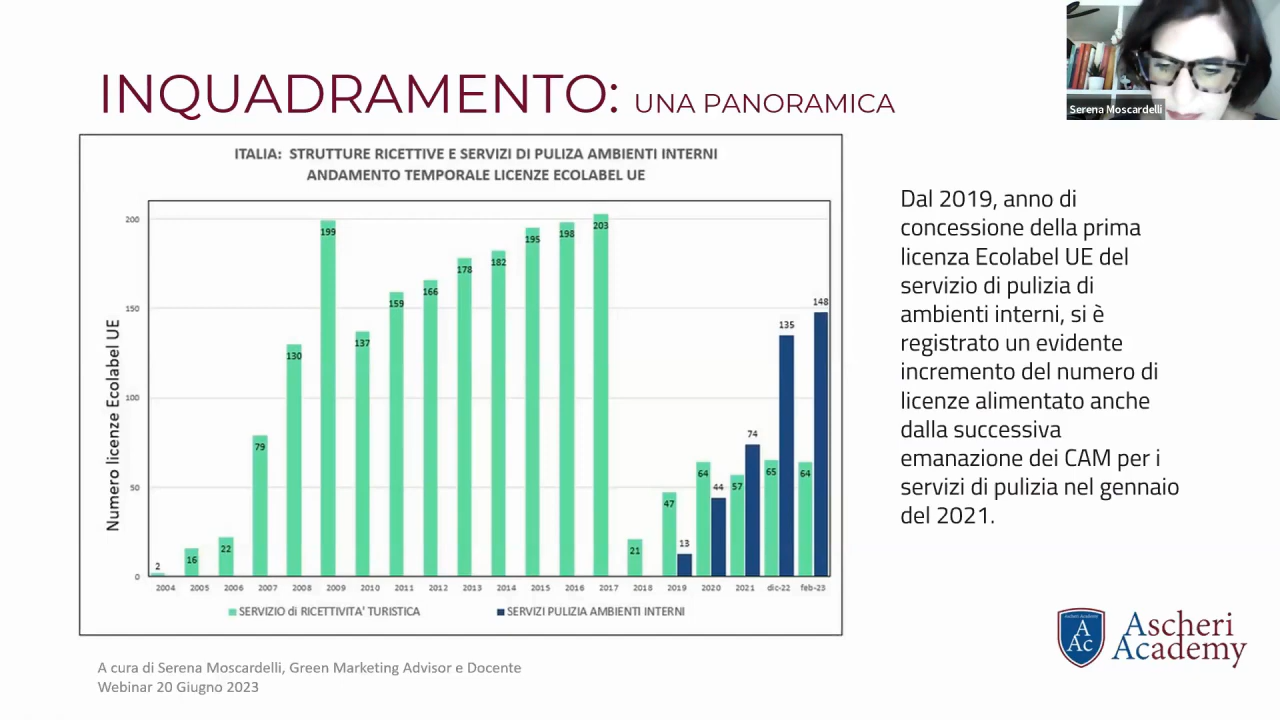 INQUADRAMENTO: UNA PANORAMICA
Serena Moscardelli
ITALIA: STRUTTURE RICETTIVE E SERVIZI DI PULIZA AMBIENTI INTERNI
ANDAMENTO TEMPORALE LICENZE ECOLABEL UE
Numero licenze Ecolabel UE
200
150
100
50
0
2
16
22
79
130
199
137
159
166
178
182
195
198
203
21
47
13
64
44
57
74
65
135
64
148
2004 2005 2006 2007 2008 2009 2010 2011 2012 2013 2014 2015 2016 2017 2018 2019 2020 2021 dic-22 feb-23
SERVIZIO di RICETTIVITA' TURISTICA SERVIZI PULIZIA AMBIENTI INTERNI
Dal 2019, anno di
concessione della prima
licenza Ecolabel UE del
servizio di pulizia di
ambienti interni, si è
registrato un evidente
incremento del numero di
licenze alimentato anche
dalla successiva
emanazione dei CAM per i
servizi di pulizia nel gennaio
del 2021.
A cura di Serena Moscardelli, Green Marketing Advisor e Docente
Webinar 20 Giugno 2023
A
Ac
Ascheri
Academy